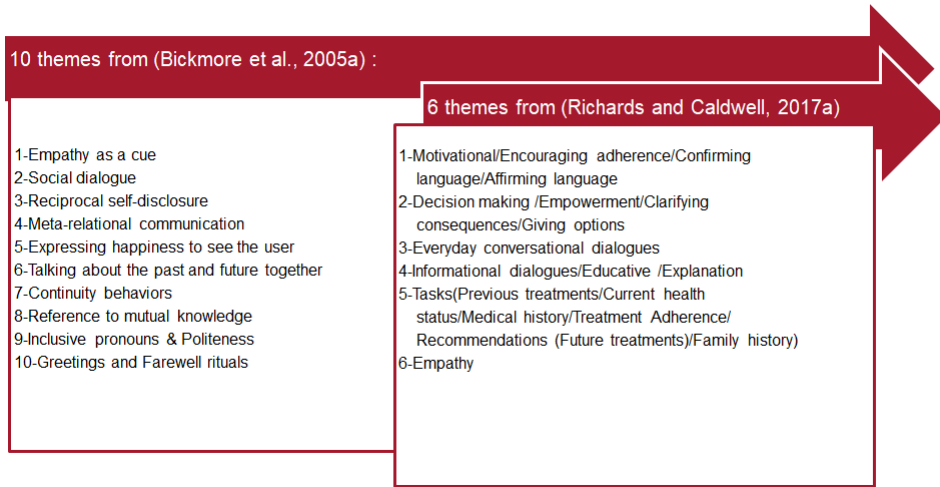 10 themes from (Bickmore et al., 2005a) :
1-Empathy as a cue
2-Social dialogue
3-Reciprocal self-disclosure
4-Meta-relational communication
5-Expressing happiness to see the user
6-Talking about the past and future together
7-Continuity behaviors
8-Reference to mutual knowledge
9-Inclusive pronouns & Politeness
10-Greetings and Farewell rituals
6 themes from (Richards and Caldwell, 2017a)
1-Motivational/Encouraging adherence/Confirming
language/Affirming language
2-Decision making /Empowerment/Clarifying
consequences/Giving options
3-Everyday conversational dialogues
4-Informational dialogues/Educative /Explanation
5-Tasks(Previous treatments/Current health
status/Medical history/Treatment Adherence/
Recommendations (Future treatments)/Family history)
6-Empathy